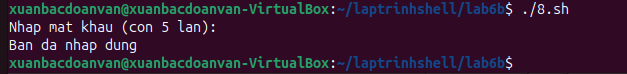 xuanbacdoanvan@xuanbacdoanvan-VirtualBox:~/laptrinhshell/lab6b$ ./8.sh
Nhap mat khau (con 5 lan):
Ban da nhap dung
xuanbacdoanvan@xuanbacdoanvan-VirtualBox:~/laptrinhshell/lab6b$